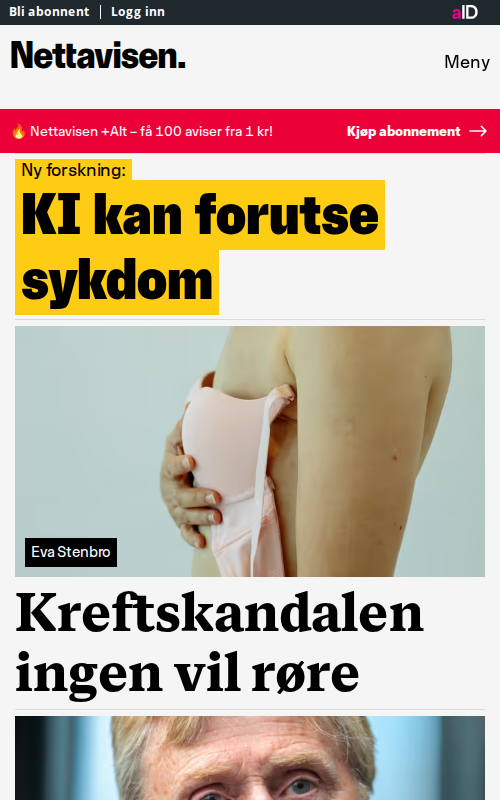 Bli abonnent | Logg inn
aID
Nettavisen.
Meny
🔥 Nettavisen +Alt – få 100 aviser fra 1 kr!
Kjøp abonnement →
Ny forskning:
KI kan forutse
sykdom
Eva Stenbro
Kreftskandalen
ingen vil røre